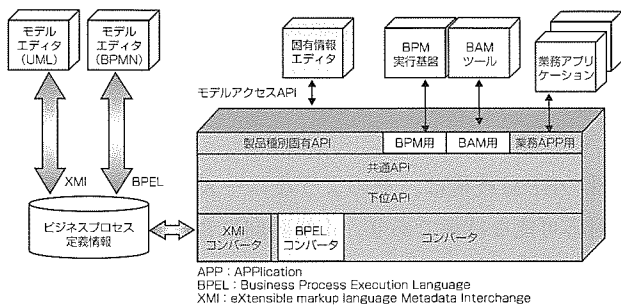 モデル
エディタ
(UML)
モデル
エディタ
(BPMN)
固有情報
エディタ
BPM
実行基盤
BAM
ツール
業務アプリ
ケーション
モデルアクセスAPI
製品種別固有API
BPM用
BAM用
業務APP用
共通API
下位API
XMI
BPEL
ビジネスプロセス
定義情報
XMI
コンバータ
BPEL
コンバータ
コンバータ
APP : APPlication
BPEL : Business Process Execution Language
XMI : eXtensible markup language Metadata Interchange